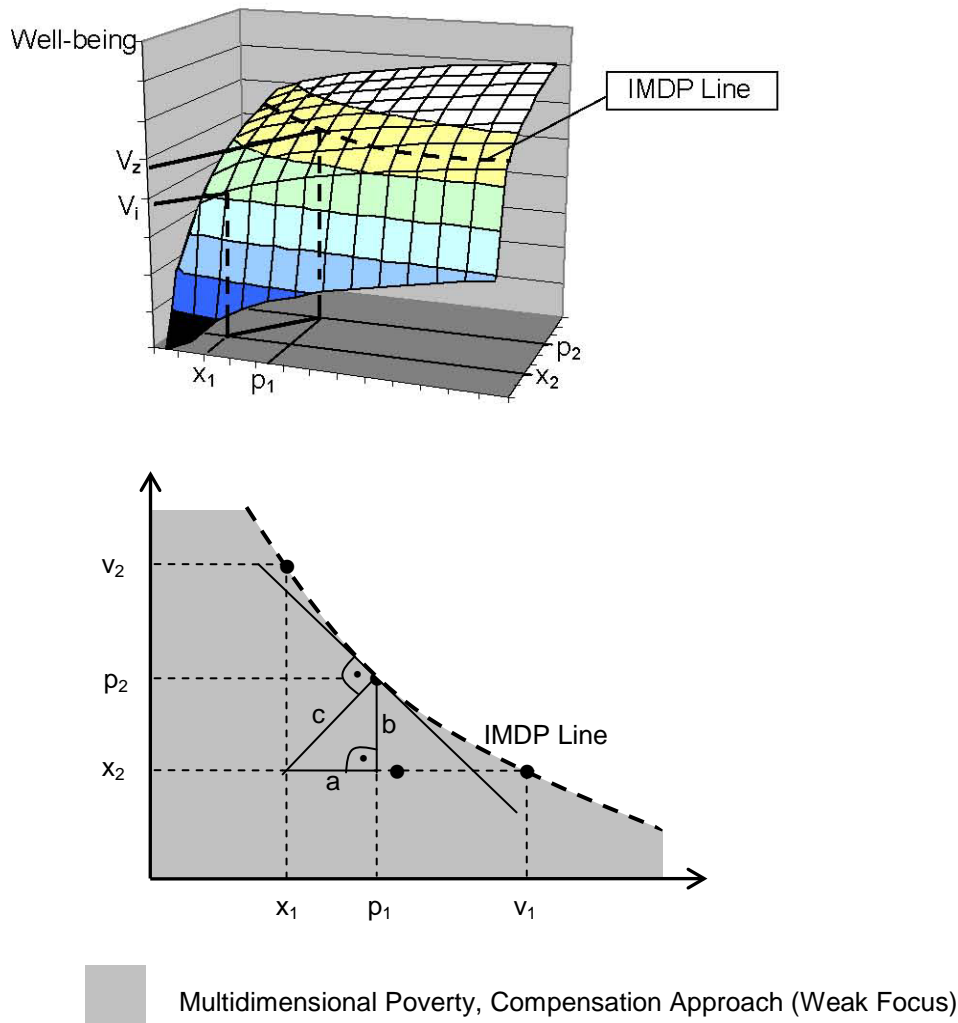 Well-being
IMDP Line
Vz
Vi
x1
p1
p2
x2
v2
p2
c
b
IMDP Line
x2
a
x1
p1
v1
Multidimensional Poverty, Compensation Approach (Weak Focus)